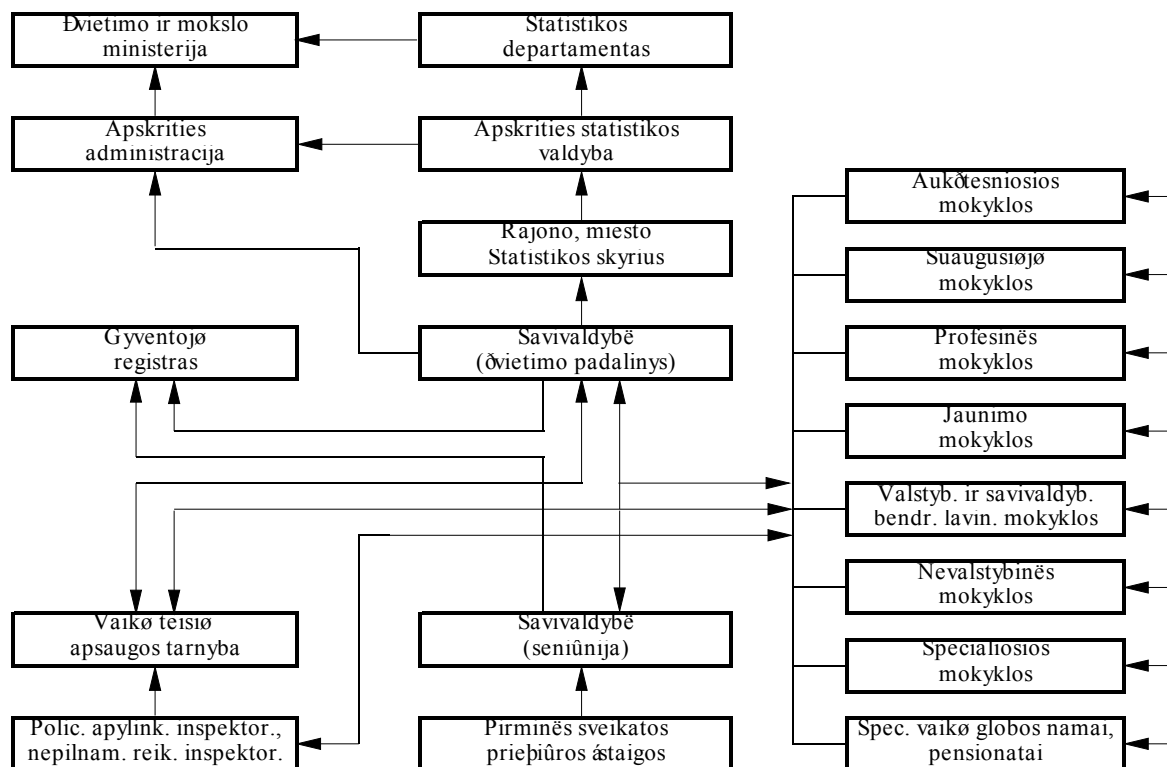 Ðvietimo ir mokslo
ministerija
Statistikos
departamentas
Apskrities
administracija
Apskrities statistikos
valdyba
Rajono, miesto
Statistikos skyrius
Gyventojø
registras
Savivaldybë
(ðvietimo padalinys)
Vaikø teisiø
apsaugos tarnyba
Savivaldybë
(seniûnija)
Polic. apylink. inspektor.,
nepilnam. reik. inspektor.
Pirminës sveikatos
prieþiûros ástaigos
Aukðtesniosios
mokyklos
Suaugusiøjø
mokyklos
Profesinës
mokyklos
Jaunimo
mokyklos
Valstyb. ir savivaldyb.
bendr. lavin. mokyklos
Nevalstybinës
mokyklos
Specialiosios
mokyklos
Spec. vaikø globos namai,
pensionatai